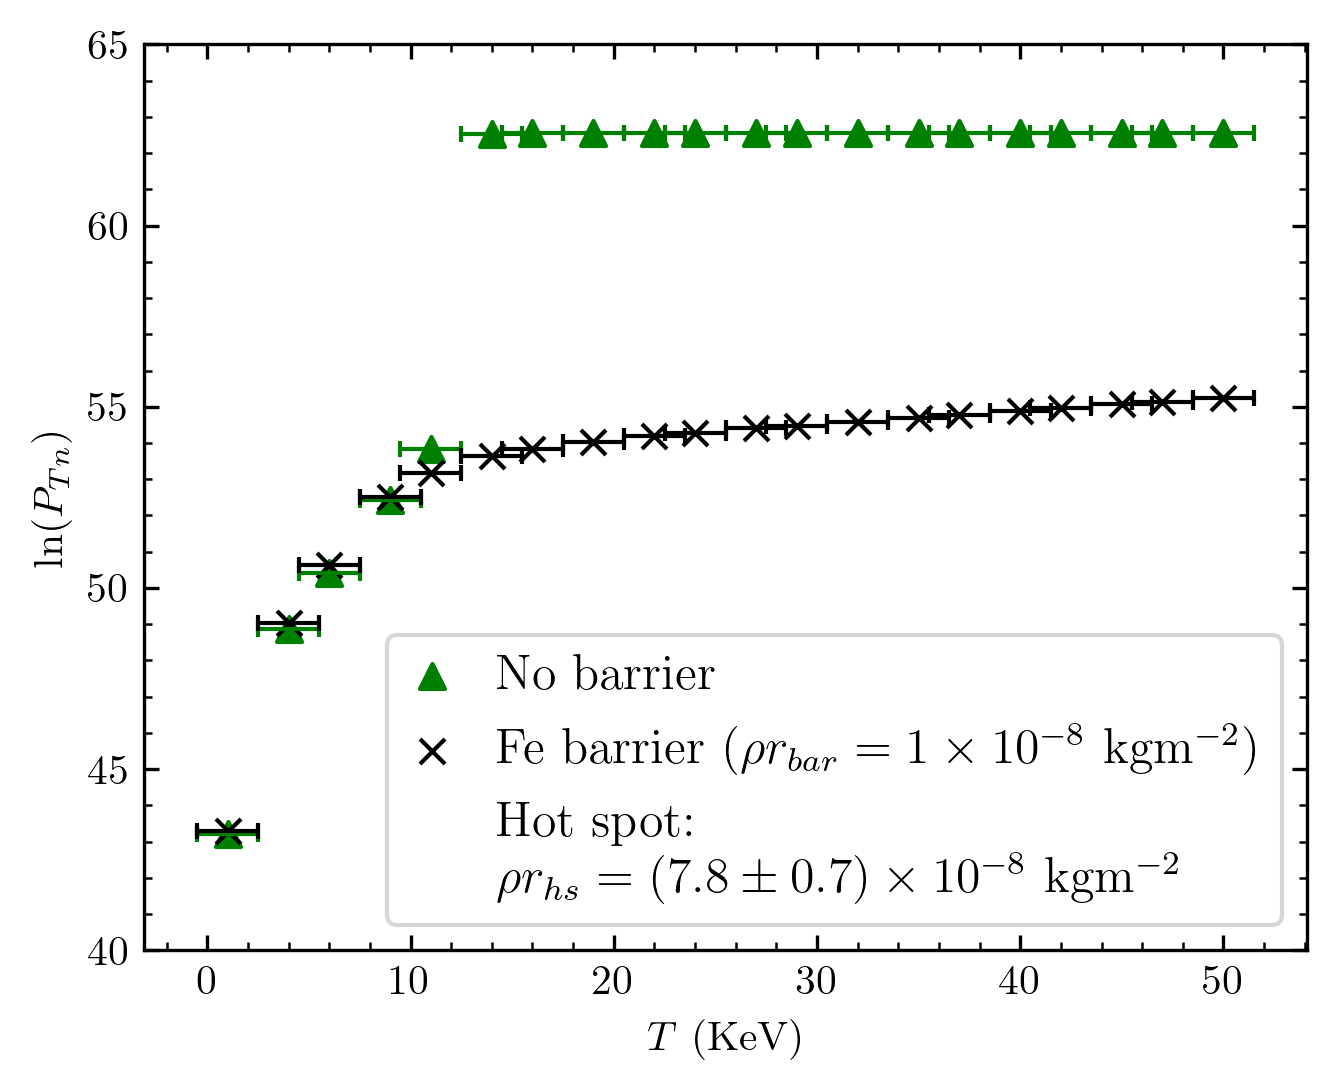 65
60
55
50
45
40
ln(P_{Tn})
No barrier
Fe barrier (ρr_{bar} = 1 × 10^{−8} kgm^{−2})
Hot spot:
ρr_{hs} = (7.8 ± 0.7) × 10^{−8} kgm^{−2}
0 10 20 30 40 50
T (KeV)